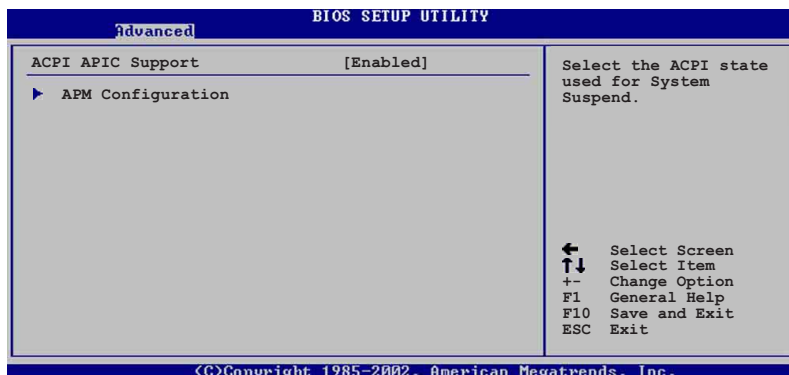 BIOS SETUP UTILITY
Advanced
ACPI APIC Support [Enabled]
APM Configuration
Select the ACPI state
used for System
Suspend.
← Select Screen
↑↓ Select Item
+- Change Option
F1 General Help
F10 Save and Exit
ESC Exit
(C)Copyright 1985-2002, American Megatrends, Inc.